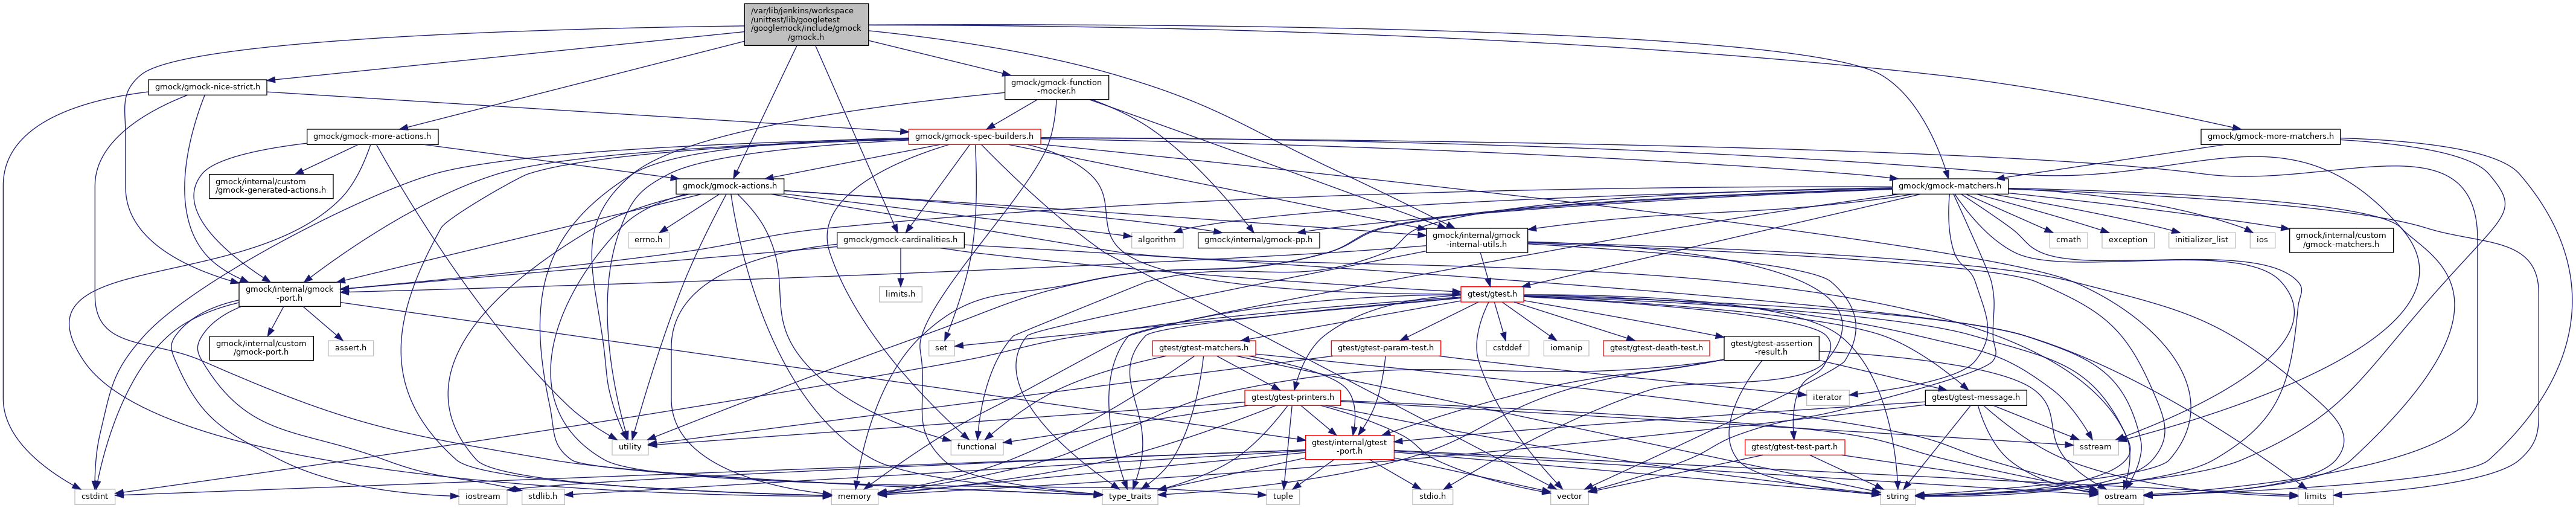 /var/lib/jenkins/workspace
/unittest/lib/googletest
/googlemock/include/gmock
/gmock.h
gmock/gmock-nice-strict.h
gmock/gmock-function
-mocker.h
gmock/gmock-more-actions.h
gmock/gmock-spec-builders.h
gmock/gmock-more-matchers.h
gmock/internal/custom
/gmock-generated-actions.h
gmock/gmock-actions.h
gmock/gmock-matchers.h
errno.h
gmock/gmock-cardinalities.h
algorithm
gmock/internal/gmock-pp.h
gmock/internal/gmock
-internal-utils.h
cmath
exception
initializer_list
ios
gmock/internal/custom
/gmock-matchers.h
gmock/internal/gmock
-port.h
limits.h
gtest/gtest.h
gmock/internal/custom
/gmock-port.h
assert.h
set
gtest/gtest-matchers.h
gtest/gtest-param-test.h
cstddef
iomanip
gtest/gtest-death-test.h
gtest/gtest-assertion
-result.h
gtest/gtest-printers.h
iterator
gtest/gtest-message.h
utility
functional
gtest/internal/gtest
-port.h
gtest/gtest-test-part.h
sstream
cstdint
iostream
stdlib.h
memory
type_traits
tuple
stdio.h
vector
string
ostream
limits